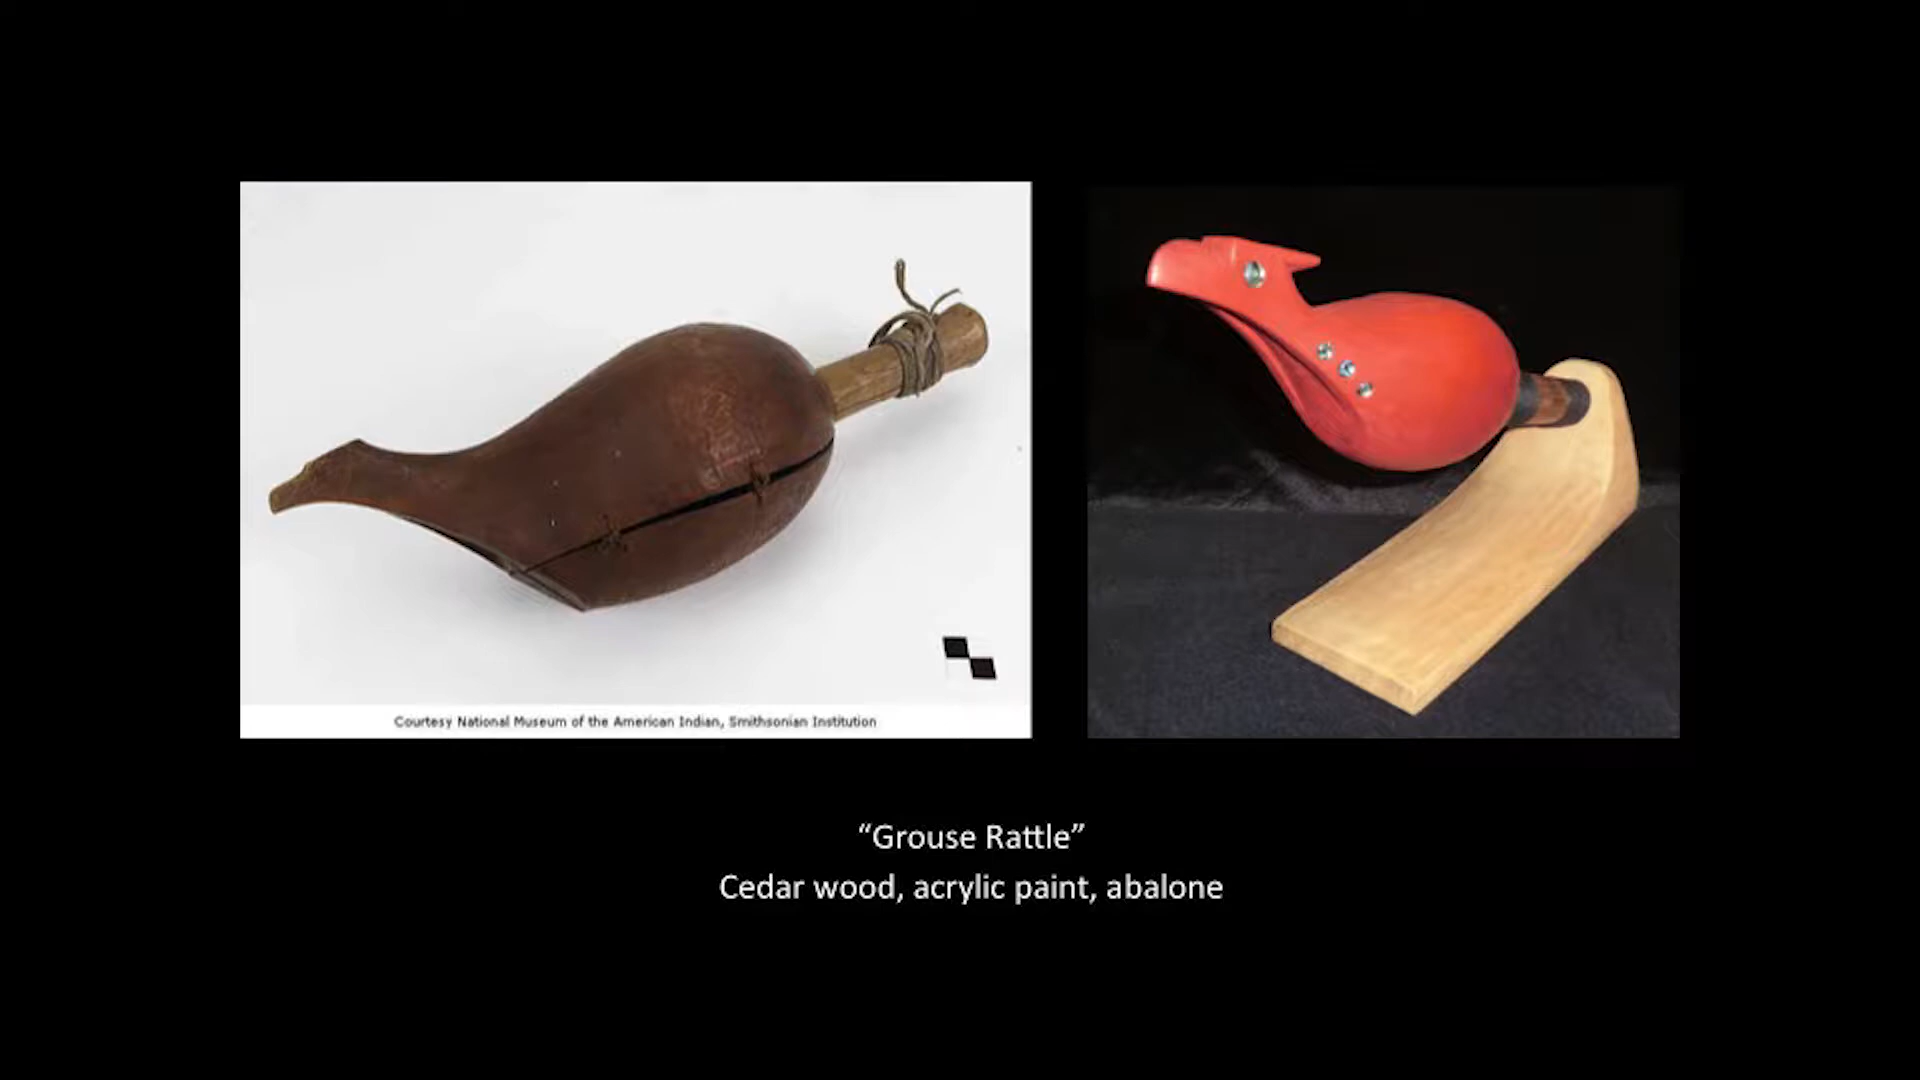 Courtesy National Museum of the American Indian, Smithsonian Institution
“Grouse Rattle”
Cedar wood, acrylic paint, abalone